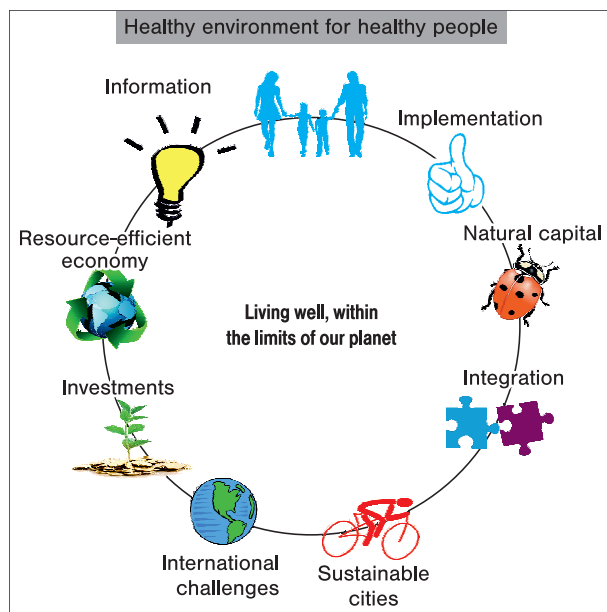 Healthy environment for healthy people
Information
Implementation
Resource-efficient
economy
Natural capital
Living well, within
the limits of our planet
Investments
Integration
International
challenges
Sustainable
cities